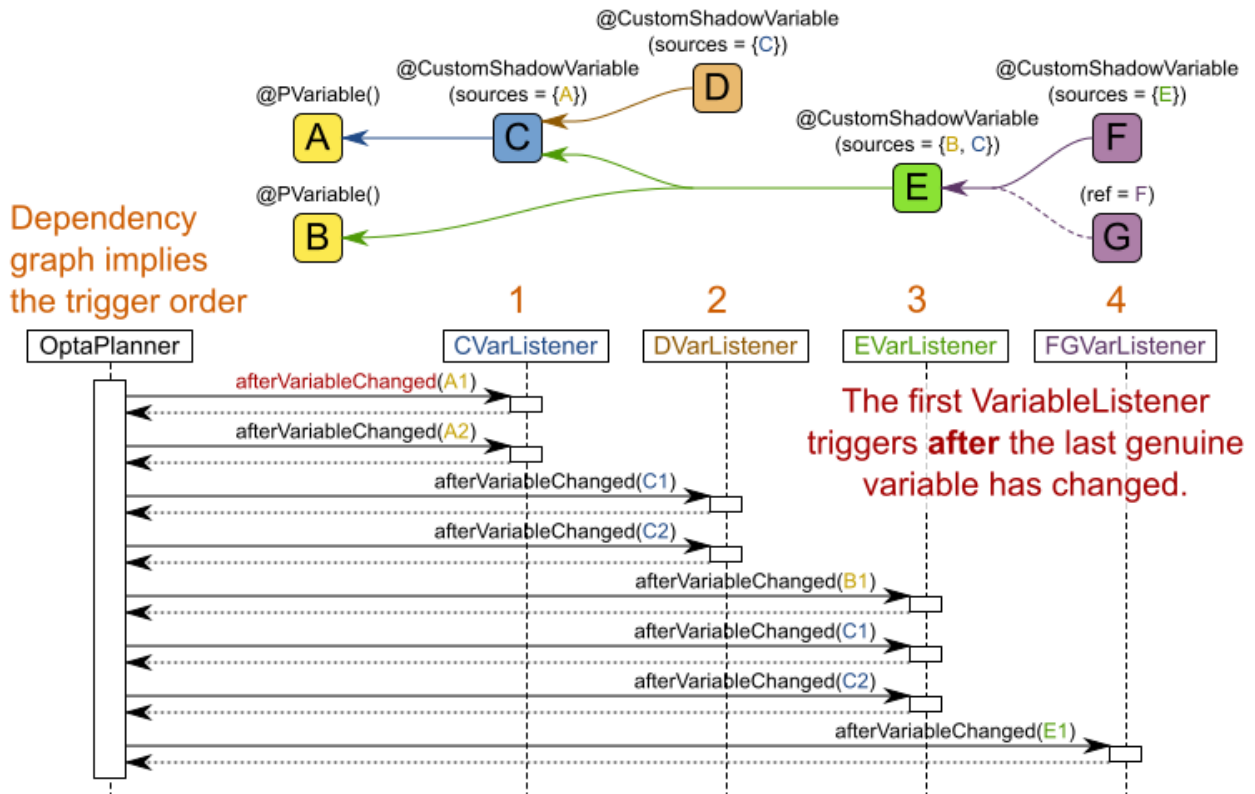 @CustomShadowVariable
(sources = {C})
D
@CustomShadowVariable
(sources = {A})
C
@CustomShadowVariable
(sources = {E})
F
@PVariable()
A
@CustomShadowVariable
(sources = {B, C})
E
@PVariable()
B
(ref = F)
G
Dependency
graph implies
the trigger order
1
2
3
4
OptaPlanner
CVarListener
DVarListener
EVarListener
FGVarListener
afterVariableChanged(A1)
afterVariableChanged(A2)
The first VariableListener
triggers after the last genuine
variable has changed.
afterVariableChanged(C1)
afterVariableChanged(C2)
afterVariableChanged(B1)
afterVariableChanged(C1)
afterVariableChanged(C2)
afterVariableChanged(E1)